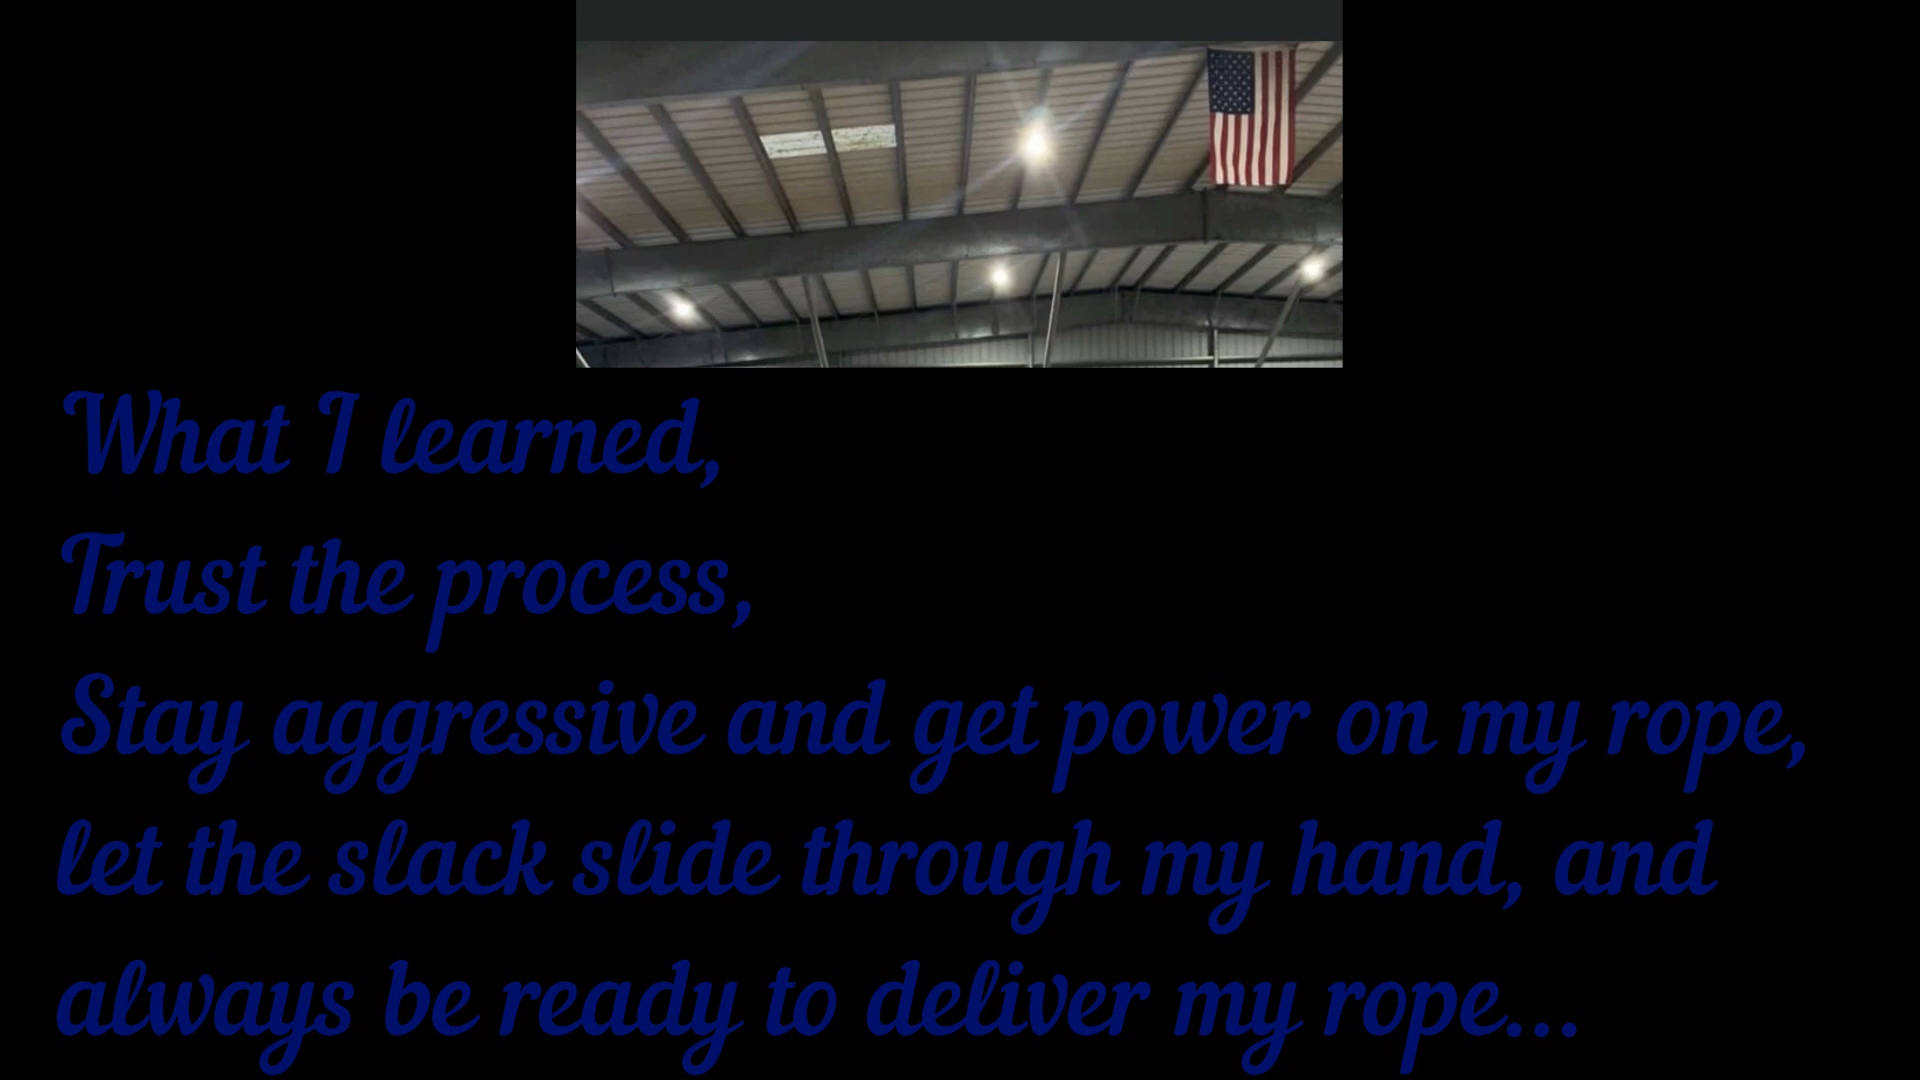 What I learned,
Trust the process,
Stay aggressive and get power on my rope,
let the slack slide through my hand, and
always be ready to deliver my rope...